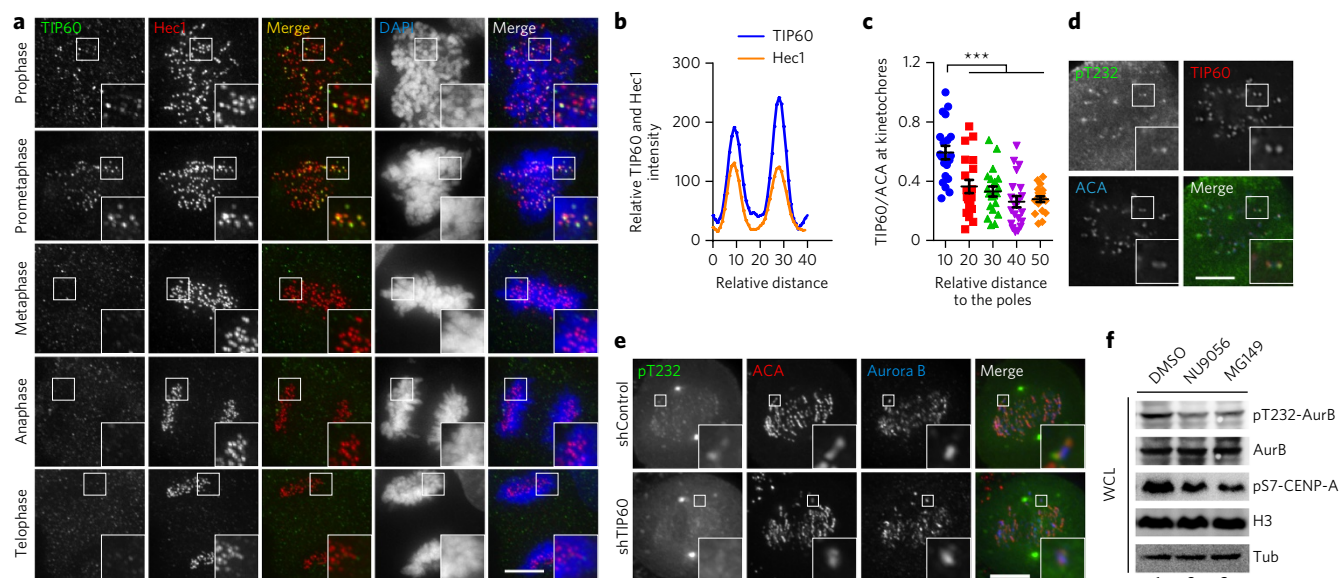 a
TIP60
Hec1
Merge
DAPI
Merge
Prophase
Prometaphase
Metaphase
Anaphase
Telophase
b
TIP60
Hec1
Relative TIP60 and Hec1
intensity
300
200
100
0
0 10 20 30 40
Relative distance
c
***
TIP60/ACA at kinetochores
1.2
0.8
0.4
0
10 20 30 40 50
Relative distance
to the poles
d
pT232
TIP60
ACA
Merge
e
pT232
ACA
Aurora B
Merge
shControl
shTIP60
f
DMSO
NU9056
MG149
WCL
pT232-AurB
AurB
pS7-CENP-A
H3
Tub